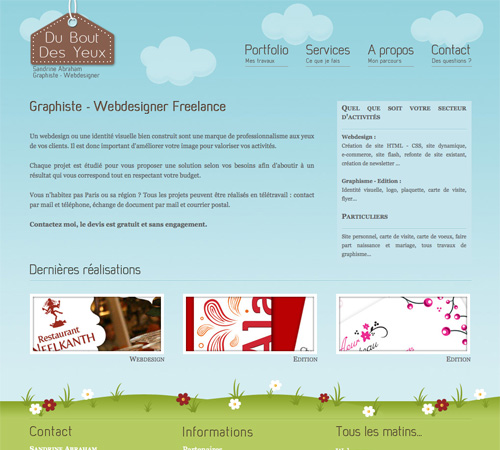 Du Bout
Des Yeux
Sandrine Abraham
Graphiste - Webdesigner
Portfolio
Mes travaux
Services
Ce que je fais
A propos
Mon parcours
Contact
Des questions ?
Graphiste - Webdesigner Freelance
Un webdesign ou une identité visuelle bien construit sont une marque de professionnalisme aux yeux
de vos clients. Il est donc important d'améliorer votre image pour valoriser vos activités.
Chaque projet est étudié pour vous proposer une solution selon vos besoins afin d'aboutir à un
résultat qui vous correspond tout en respectant votre budget.
Vous n'habitez pas Paris ou sa région ? Tous les projets peuvent être réalisés en télétravail : contact
par mail et téléphone, échange de document par mail et courrier postal.
Contactez moi, le devis est gratuit et sans engagement.
Quel que soit votre secteur
d'activités
Webdesign :
Création de site HTML - CSS, site dynamique,
e-commerce, site flash, refonte de site existant,
création de newsletter ...
Graphisme - Edition :
Identité visuelle, logo, plaquette, carte de visite,
flyer...
Particuliers
Site personnel, carte de visite, carte de voeux, faire
part naissance et mariage, tous travaux de
graphisme...
Dernières réalisations
Restaurant
NEELKANTH
Webdesign
Edition
Edition
Contact
Sandrine Abraham
Informations
Partenaires
Tous les matins...